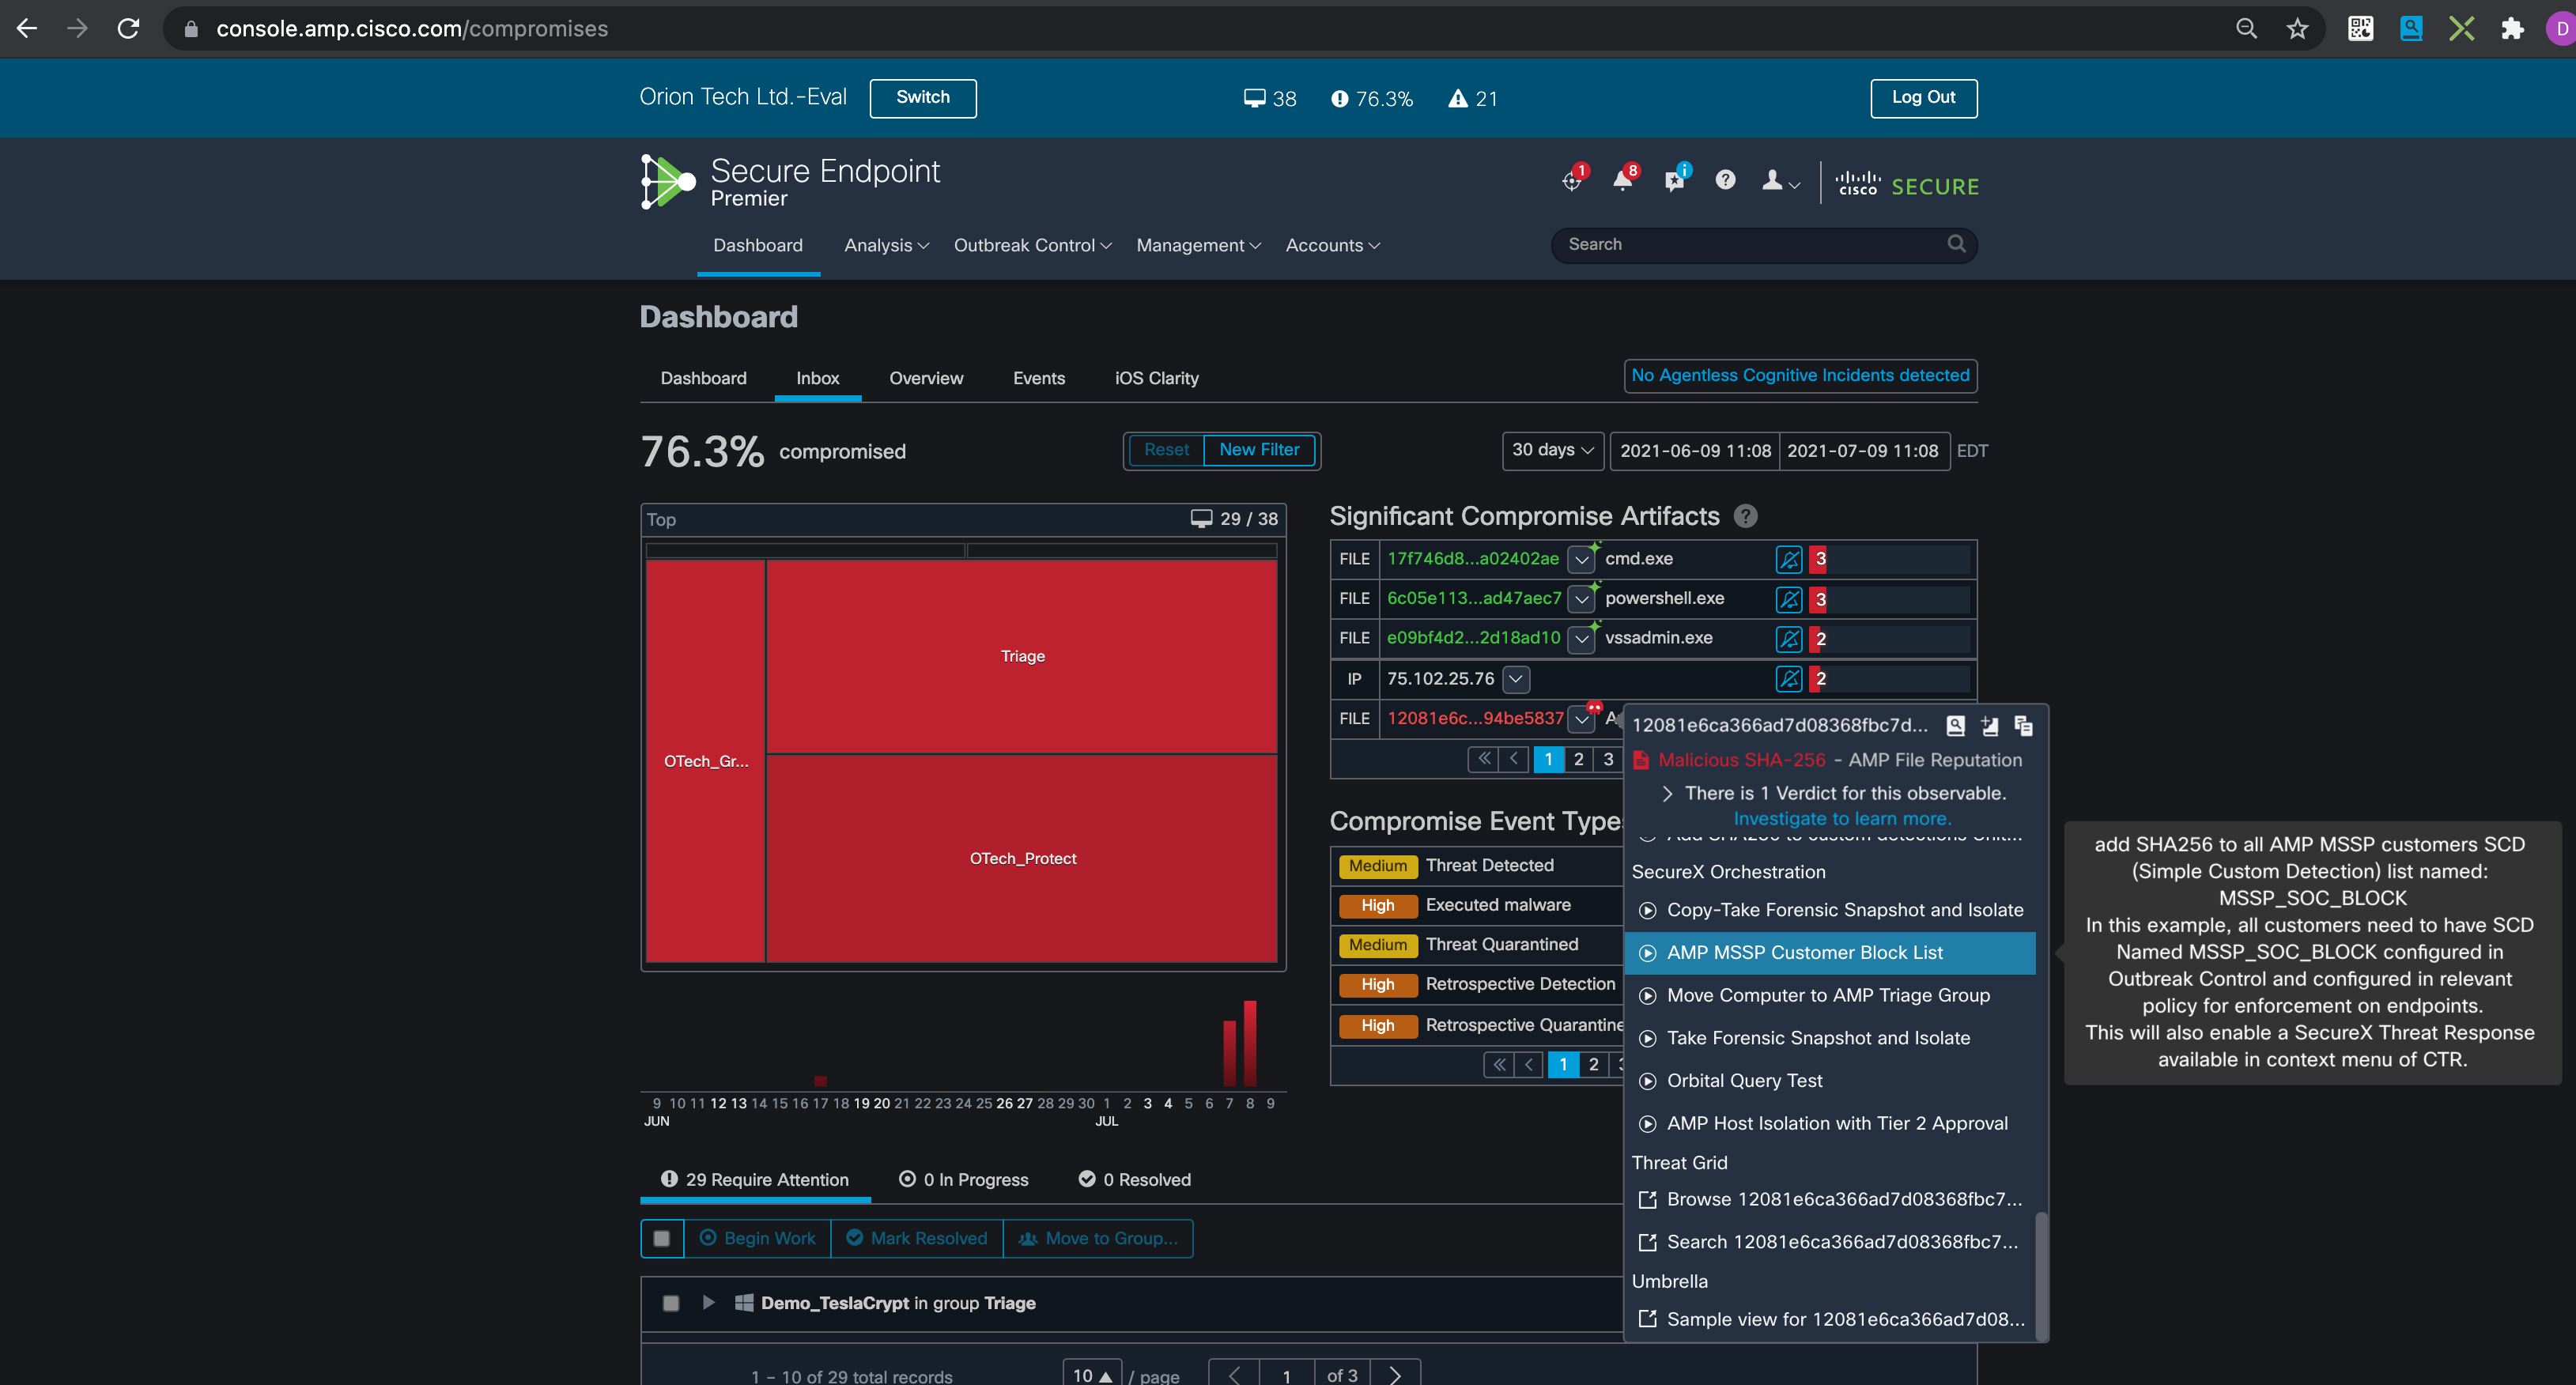 console.amp.cisco.com/compromises
D
Orion Tech Ltd.-Eval
Switch
38
76.3%
21
Log Out
Secure Endpoint
Premier
1
8
i
?
cisco SECURE
Dashboard
Analysis
Outbreak Control
Management
Accounts
Search
Dashboard
Dashboard
Inbox
Overview
Events
iOS Clarity
No Agentless Cognitive Incidents detected
76.3% compromised
Reset
New Filter
30 days
2021-06-09 11:08
2021-07-09 11:08
EDT
Top
29 / 38
OTech_Gr...
Triage
OTech_Protect
Significant Compromise Artifacts ?
FILE 17f746d8...a02402ae cmd.exe 3
FILE 6c05e113...ad47aec7 powershell.exe 3
FILE e09bf4d2...2d18ad10 vssadmin.exe 2
IP 75.102.25.76 2
FILE 12081e6c...94be5837 A
« < 1 2 3
Compromise Event Types
Medium Threat Detected
High Executed malware
Medium Threat Quarantined
High Retrospective Detection
High Retrospective Quarantine
« < 1 2 3
12081e6ca366ad7d08368fbc7d...
Malicious SHA-256 - AMP File Reputation
There is 1 Verdict for this observable.
Investigate to learn more.
Add SHA256 to custom detections
SecureX Orchestration
Copy-Take Forensic Snapshot and Isolate
AMP MSSP Customer Block List
Move Computer to AMP Triage Group
Take Forensic Snapshot and Isolate
Orbital Query Test
AMP Host Isolation with Tier 2 Approval
Threat Grid
Browse 12081e6ca366ad7d08368fbc7...
Search 12081e6ca366ad7d08368fbc7...
Umbrella
Sample view for 12081e6ca366ad7d08...
add SHA256 to all AMP MSSP customers SCD
(Simple Custom Detection) list named:
MSSP_SOC_BLOCK
In this example, all customers need to have SCD
Named MSSP_SOC_BLOCK configured in
Outbreak Control and configured in relevant
policy for enforcement on endpoints.
This will also enable a SecureX Threat Response
available in context menu of CTR.
9 10 11 12 13 14 15 16 17 18 19 20 21 22 23 24 25 26 27 28 29 30 1 2 3 4 5 6 7 8 9
JUN JUL
29 Require Attention
0 In Progress
0 Resolved
Begin Work
Mark Resolved
Move to Group...
Demo_TeslaCrypt in group Triage
1 - 10 of 29 total records
10 / page
1 of 3